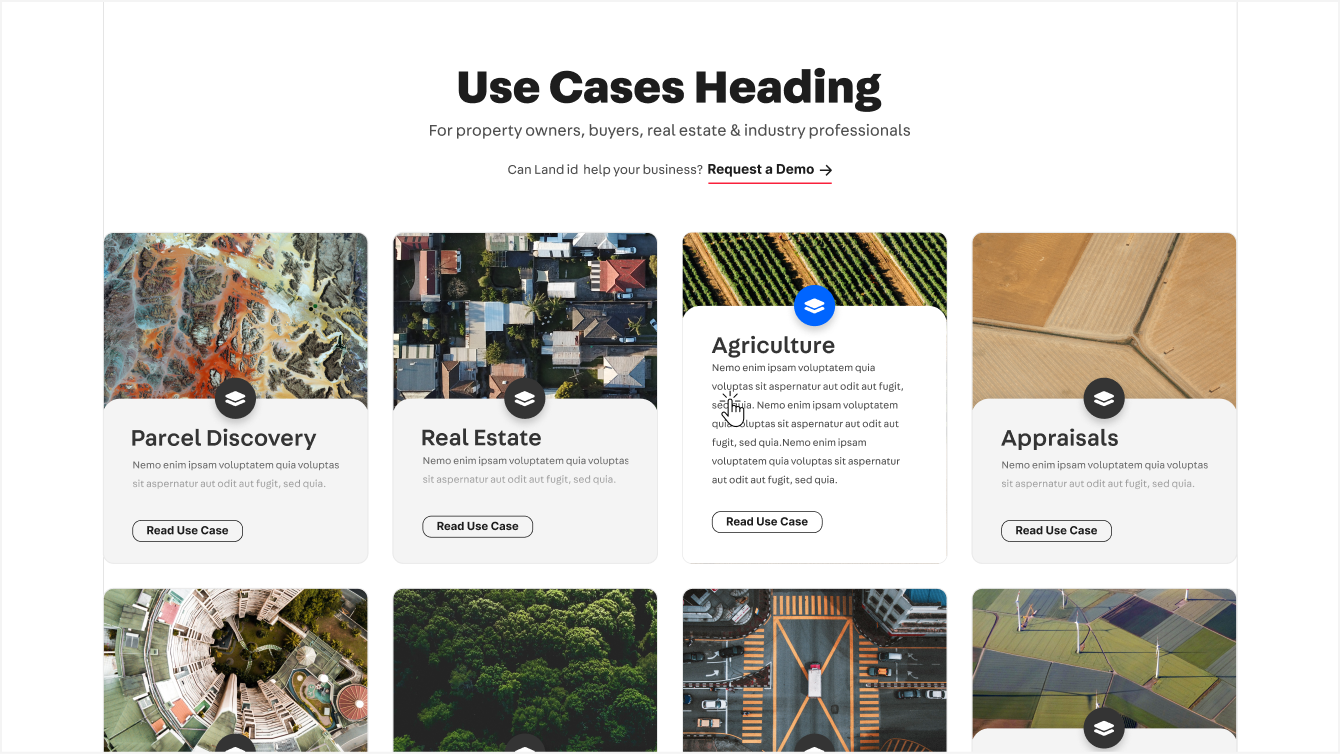 Use Cases Heading
For property owners, buyers, real estate & industry professionals
Can Land id help your business? Request a Demo →
Parcel Discovery
Nemo enim ipsam voluptatem quia voluptas
sit aspernatur aut odit aut fugit, sed quia.
Read Use Case
Real Estate
Nemo enim ipsam voluptatem quia voluptas
sit aspernatur aut odit aut fugit, sed quia.
Read Use Case
Agriculture
Nemo enim ipsam voluptatem quia
voluptas sit aspernatur aut odit aut fugit,
sed quia. Nemo enim ipsam voluptatem
quia voluptas sit aspernatur aut odit aut
fugit, sed quia.Nemo enim ipsam
voluptatem quia voluptas sit aspernatur
aut odit aut fugit, sed quia.
Read Use Case
Appraisals
Nemo enim ipsam voluptatem quia voluptas
sit aspernatur aut odit aut fugit, sed quia.
Read Use Case